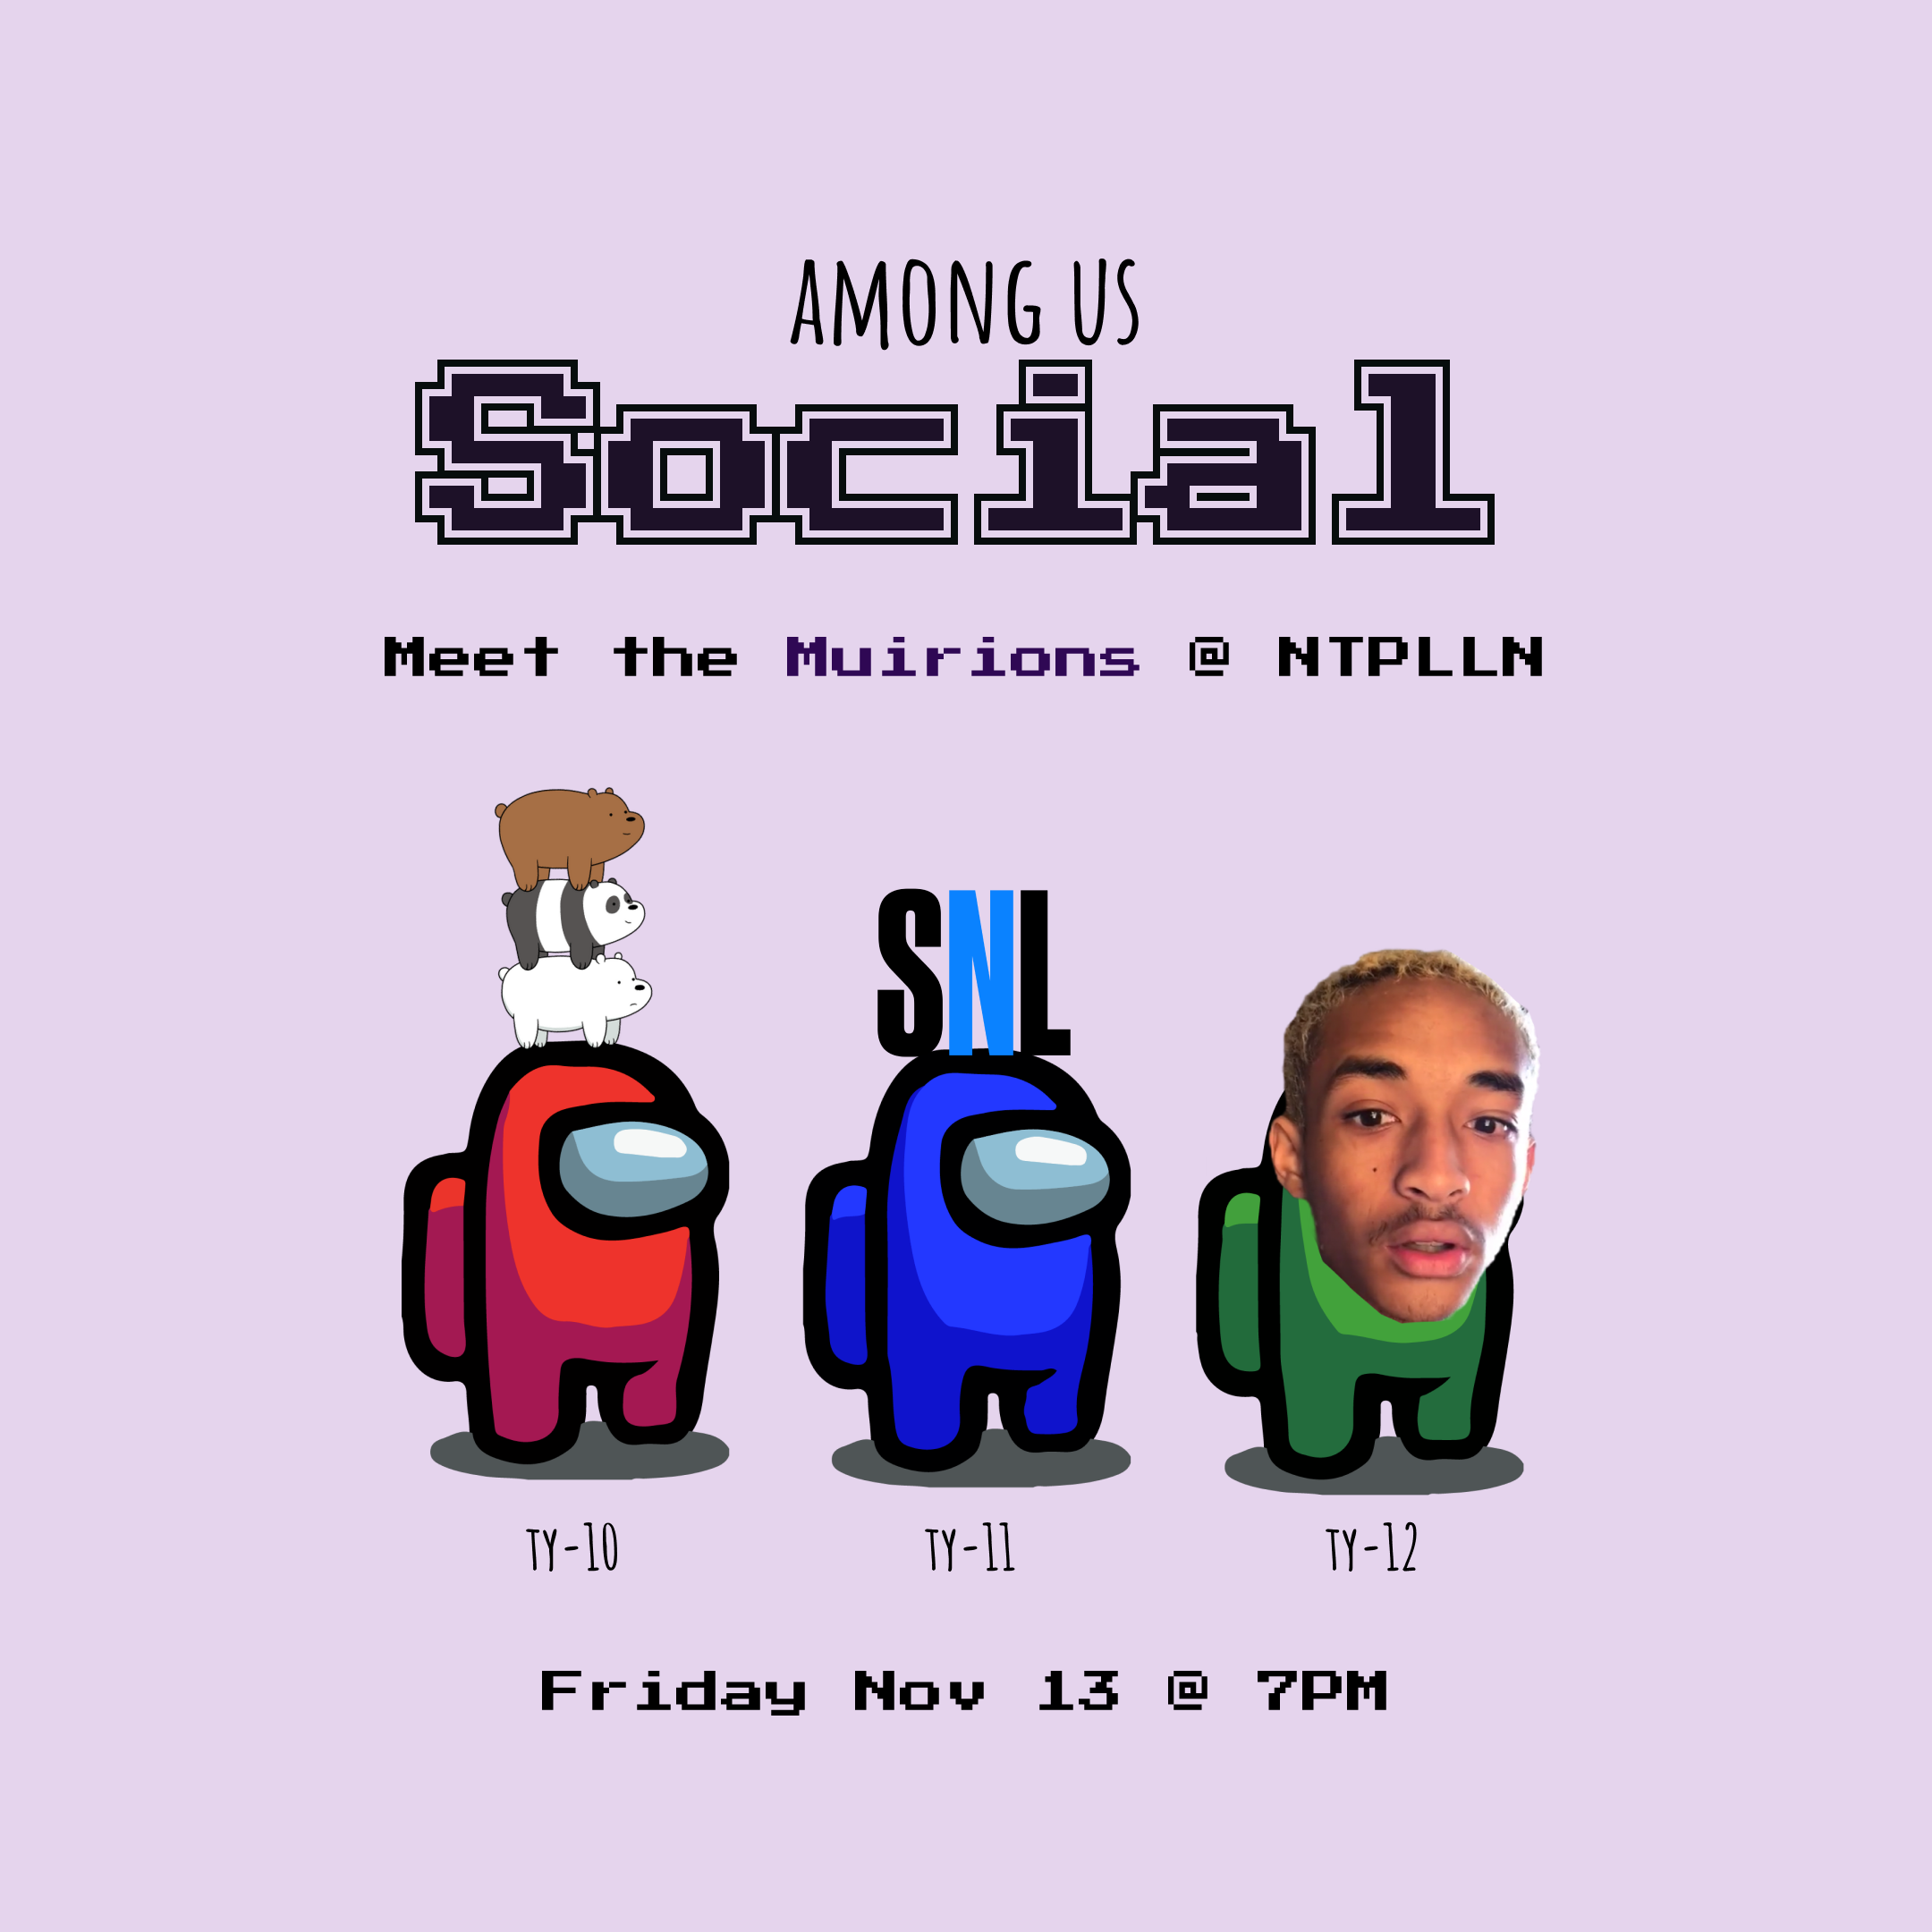 AMONG US
Social
Meet the Muirions @ NTPLLN
SNL
TY-10
TY-11
TY-12
Friday Nov 13 @ 7PM